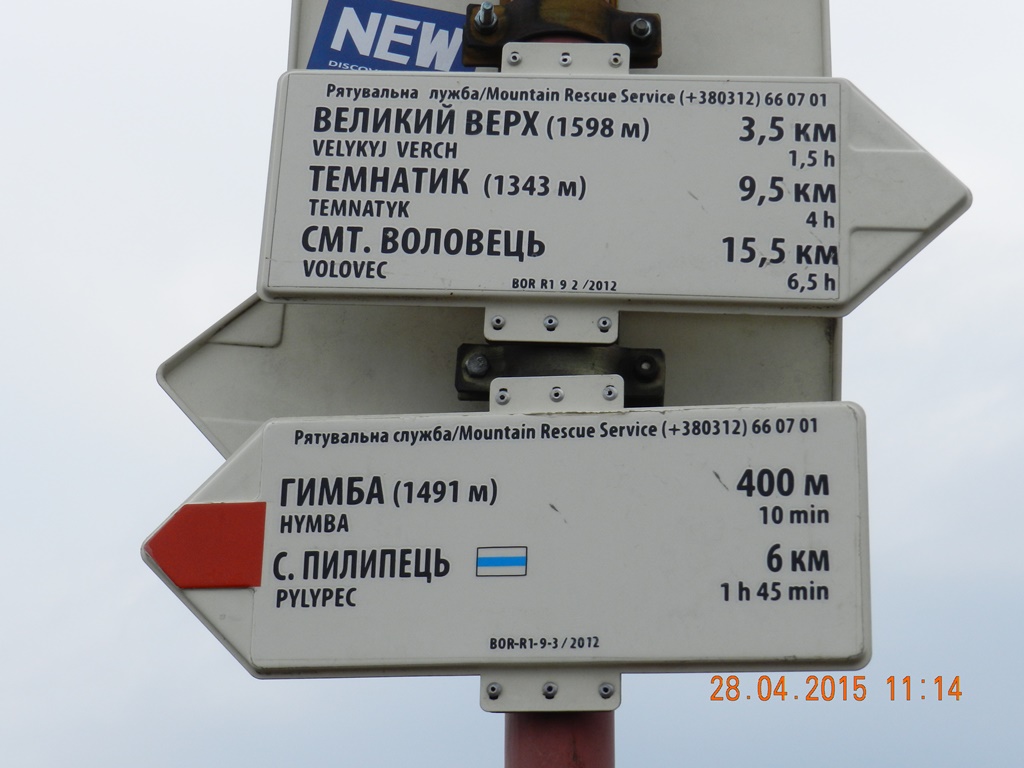 NEW
Рятувальна лужба/Mountain Rescue Service (+380312) 66 07 01
ВЕЛИКИЙ ВЕРХ (1598 м) 3,5 км
VELYKYJ VERCH 1,5 h
ТЕМНАТИК (1343 м) 9,5 км
TEMNATYK 4 h
СМТ. ВОЛОВЕЦЬ 15,5 км
VOLOVEC 6,5 h
BOR R1 9 2 /2012
Рятувальна служба/Mountain Rescue Service (+380312) 66 07 01
ГИМБА (1491 м) 400 м
HYMBA 10 min
С. ПИЛИПЕЦЬ 6 км
PYLYPEC 1 h 45 min
BOR-R1-9-3 / 2012
28.04.2015 11:14